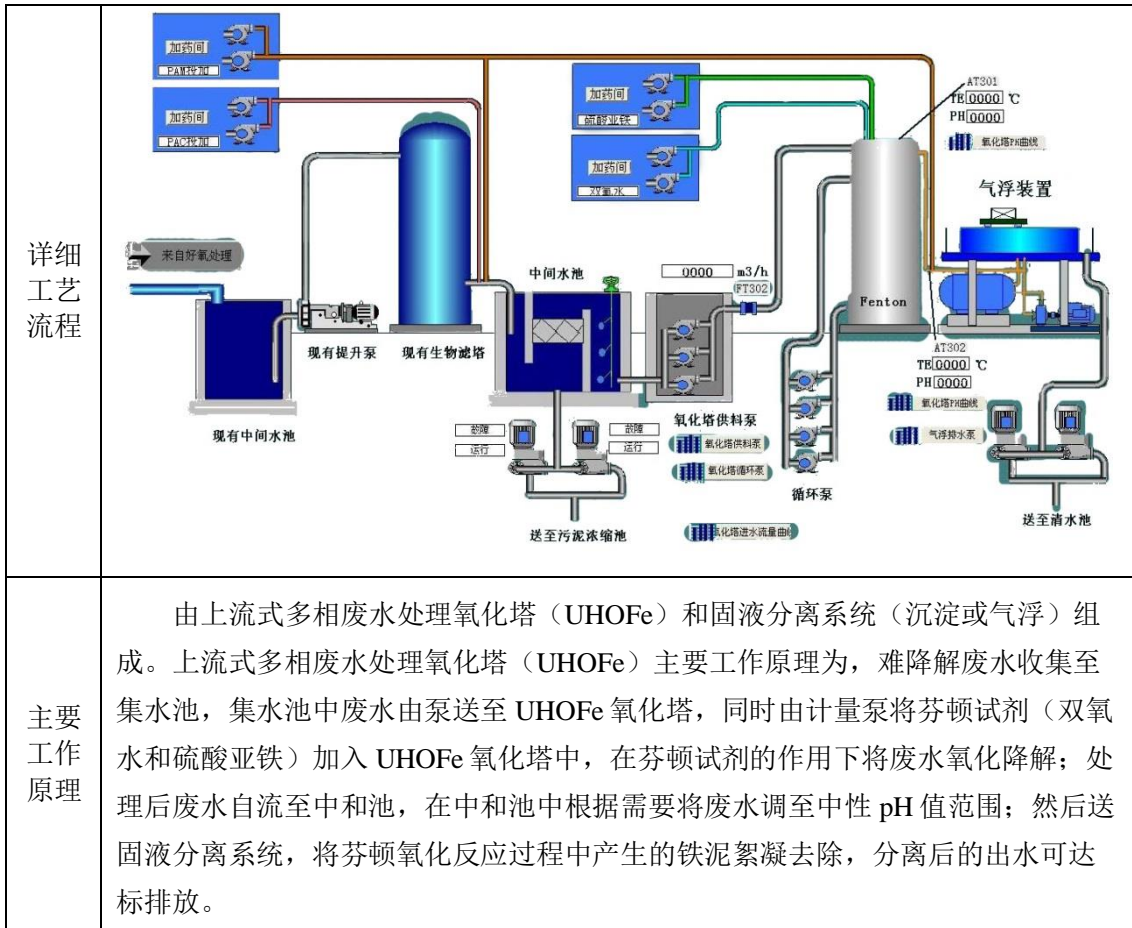 详细
工艺
流程
加药间
PAM投加
加药间
PAC投加
加药间
硫酸亚铁
加药间
双氧水
AT301
TE 0000 ℃
PH 0000
氧化塔PH曲线
气浮装置
来自好氧处理
中间水池
0000 m3/h
FT302
Fenton
现有提升泵
现有生物滤塔
现有中间水池
AT302
TE 0000 ℃
PH 0000
氧化塔PH曲线
气浮排水泵
氧化塔供料泵
故障
运行
故障
运行
氧化塔供料泵
氧化塔循环泵
循环泵
送至污泥浓缩池
化塔进水流量曲
送至清水池
主要
工作
原理
由上流式多相废水处理氧化塔（UHOFe）和固液分离系统（沉淀或气浮）组
成。上流式多相废水处理氧化塔（UHOFe）主要工作原理为，难降解废水收集至
集水池，集水池中废水由泵送至 UHOFe 氧化塔，同时由计量泵将芬顿试剂（双氧
水和硫酸亚铁）加入 UHOFe 氧化塔中，在芬顿试剂的作用下将废水氧化降解；处
理后废水自流至中和池，在中和池中根据需要将废水调至中性 pH 值范围；然后送
固液分离系统，将芬顿氧化反应过程中产生的铁泥絮凝去除，分离后的出水可达
标排放。